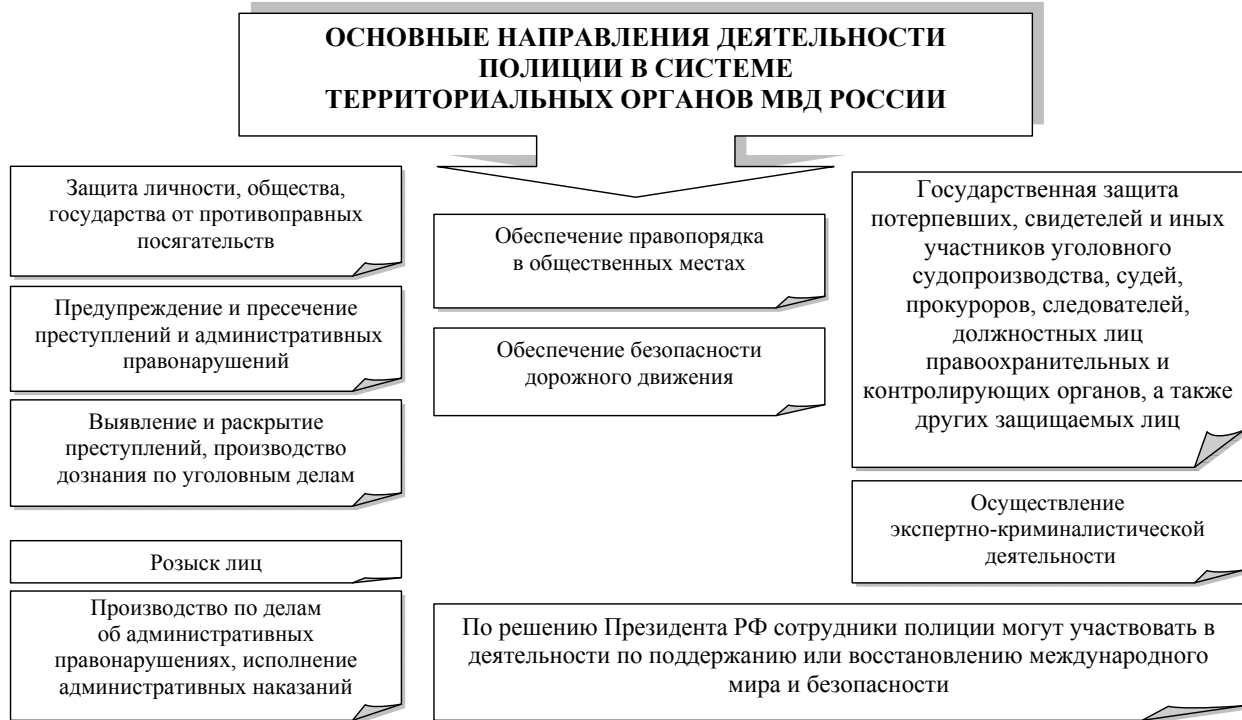 ОСНОВНЫЕ НАПРАВЛЕНИЯ ДЕЯТЕЛЬНОСТИ
ПОЛИЦИИ В СИСТЕМЕ
ТЕРРИТОРИАЛЬНЫХ ОРГАНОВ МВД РОССИИ
Защита личности, общества,
государства от противоправных
посягательств
Предупреждение и пресечение
преступлений и административных
правонарушений
Выявление и раскрытие
преступлений, производство
дознания по уголовным делам
Розыск лиц
Производство по делам
об административных
правонарушениях, исполнение
административных наказаний
Обеспечение правопорядка
в общественных местах
Обеспечение безопасности
дорожного движения
Государственная защита
потерпевших, свидетелей и иных
участников уголовного
судопроизводства, судей,
прокуроров, следователей,
должностных лиц
правоохранительных и
контролирующих органов, а также
других защищаемых лиц
Осуществление
экспертно-криминалистической
деятельности
По решению Президента РФ сотрудники полиции могут участвовать в
деятельности по поддержанию или восстановлению международного
мира и безопасности